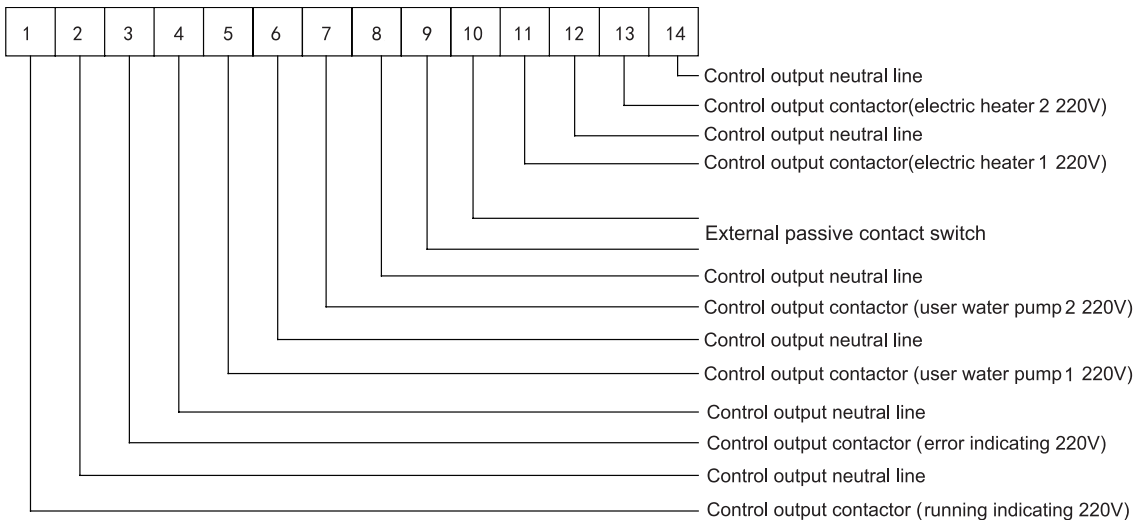 1 2 3 4 5 6 7 8 9 10 11 12 13 14
Control output neutral line
Control output contactor(electric heater 2 220V)
Control output neutral line
Control output contactor(electric heater 1 220V)
External passive contact switch
Control output neutral line
Control output contactor (user water pump 2 220V)
Control output neutral line
Control output contactor (user water pump 1 220V)
Control output neutral line
Control output contactor (error indicating 220V)
Control output neutral line
Control output contactor (running indicating 220V)